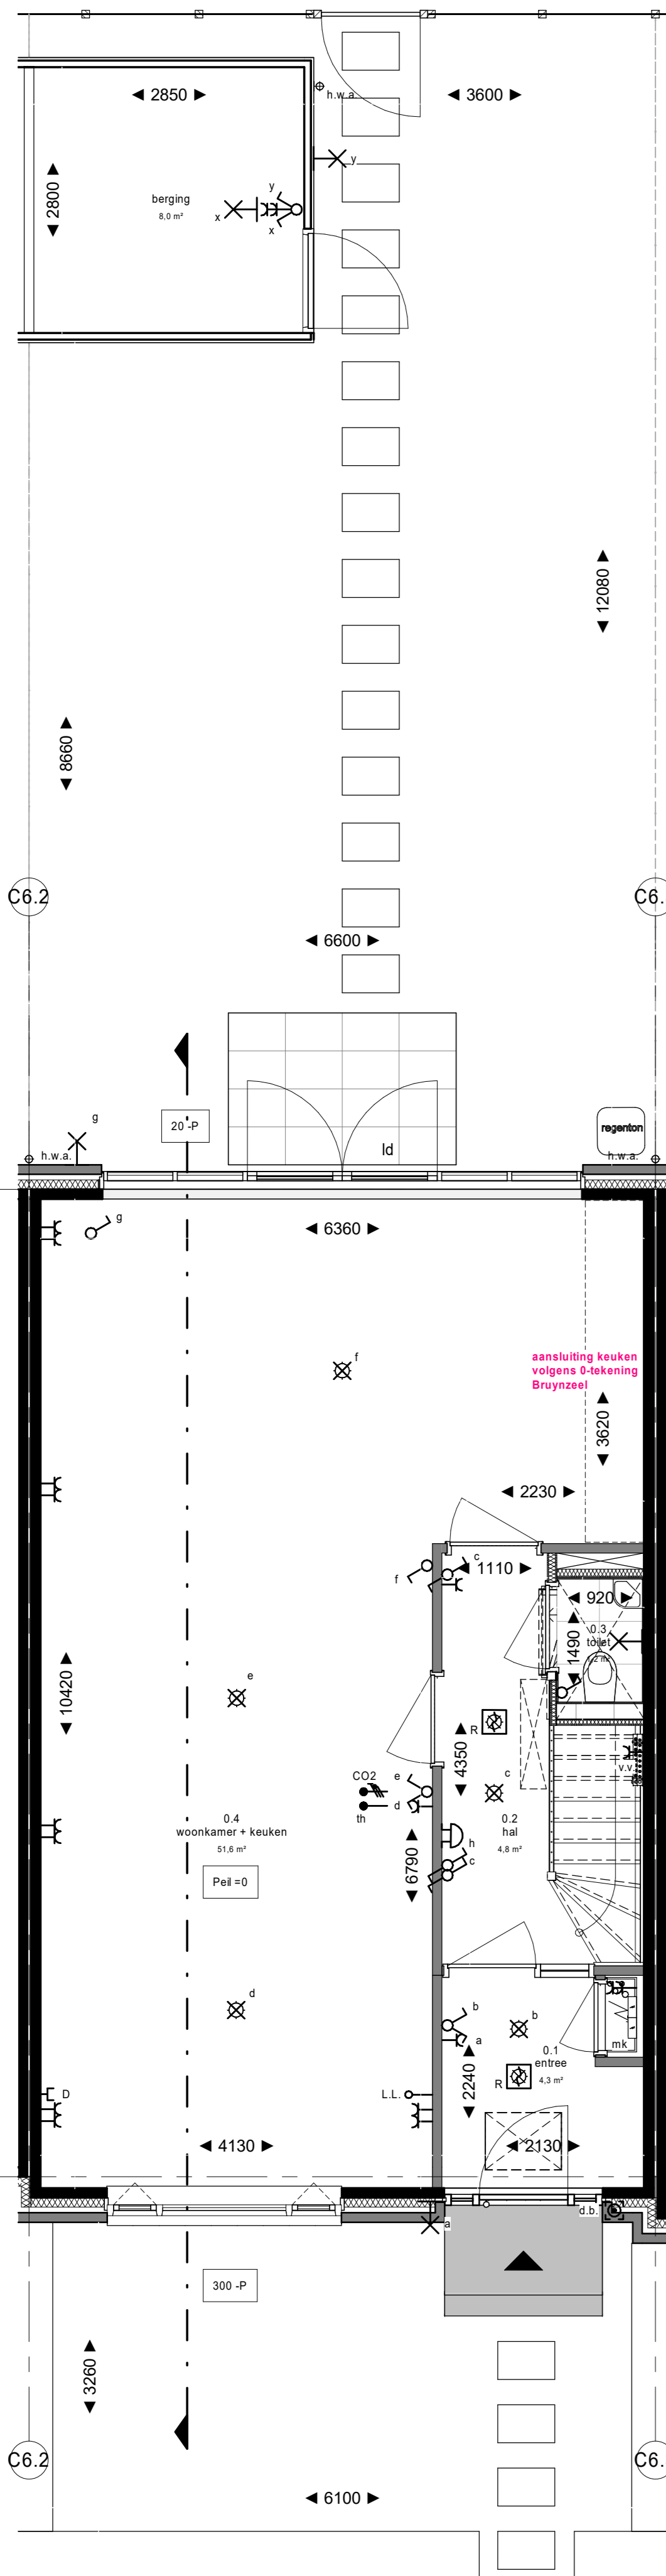 2850
3600
h.w.a.
y
2800
berging
8,0 m²
y
x
x
12080
8660
C6.2
C6.
6600
g
20 -P
ld
regenton
h.w.a.
h.w.a.
g
6360
f
aansluiting keuken
volgens 0-tekening
Bruynzeel
3620
2230
f
c
1110
920
0.3
toilet
1490
10420
e
R
4350
c
v.v.
CO2
th
e
d
0.4
woonkamer + keuken
51,6 m²
0.2
hal
4,8 m²
h
c
6790
Peil =0
d
b
a
b
mk
0.1
entree
4,3 m²
2240
R
D
L.L.
4130
2130
d.b.
a
300 -P
3260
C6.2
C6.
6100